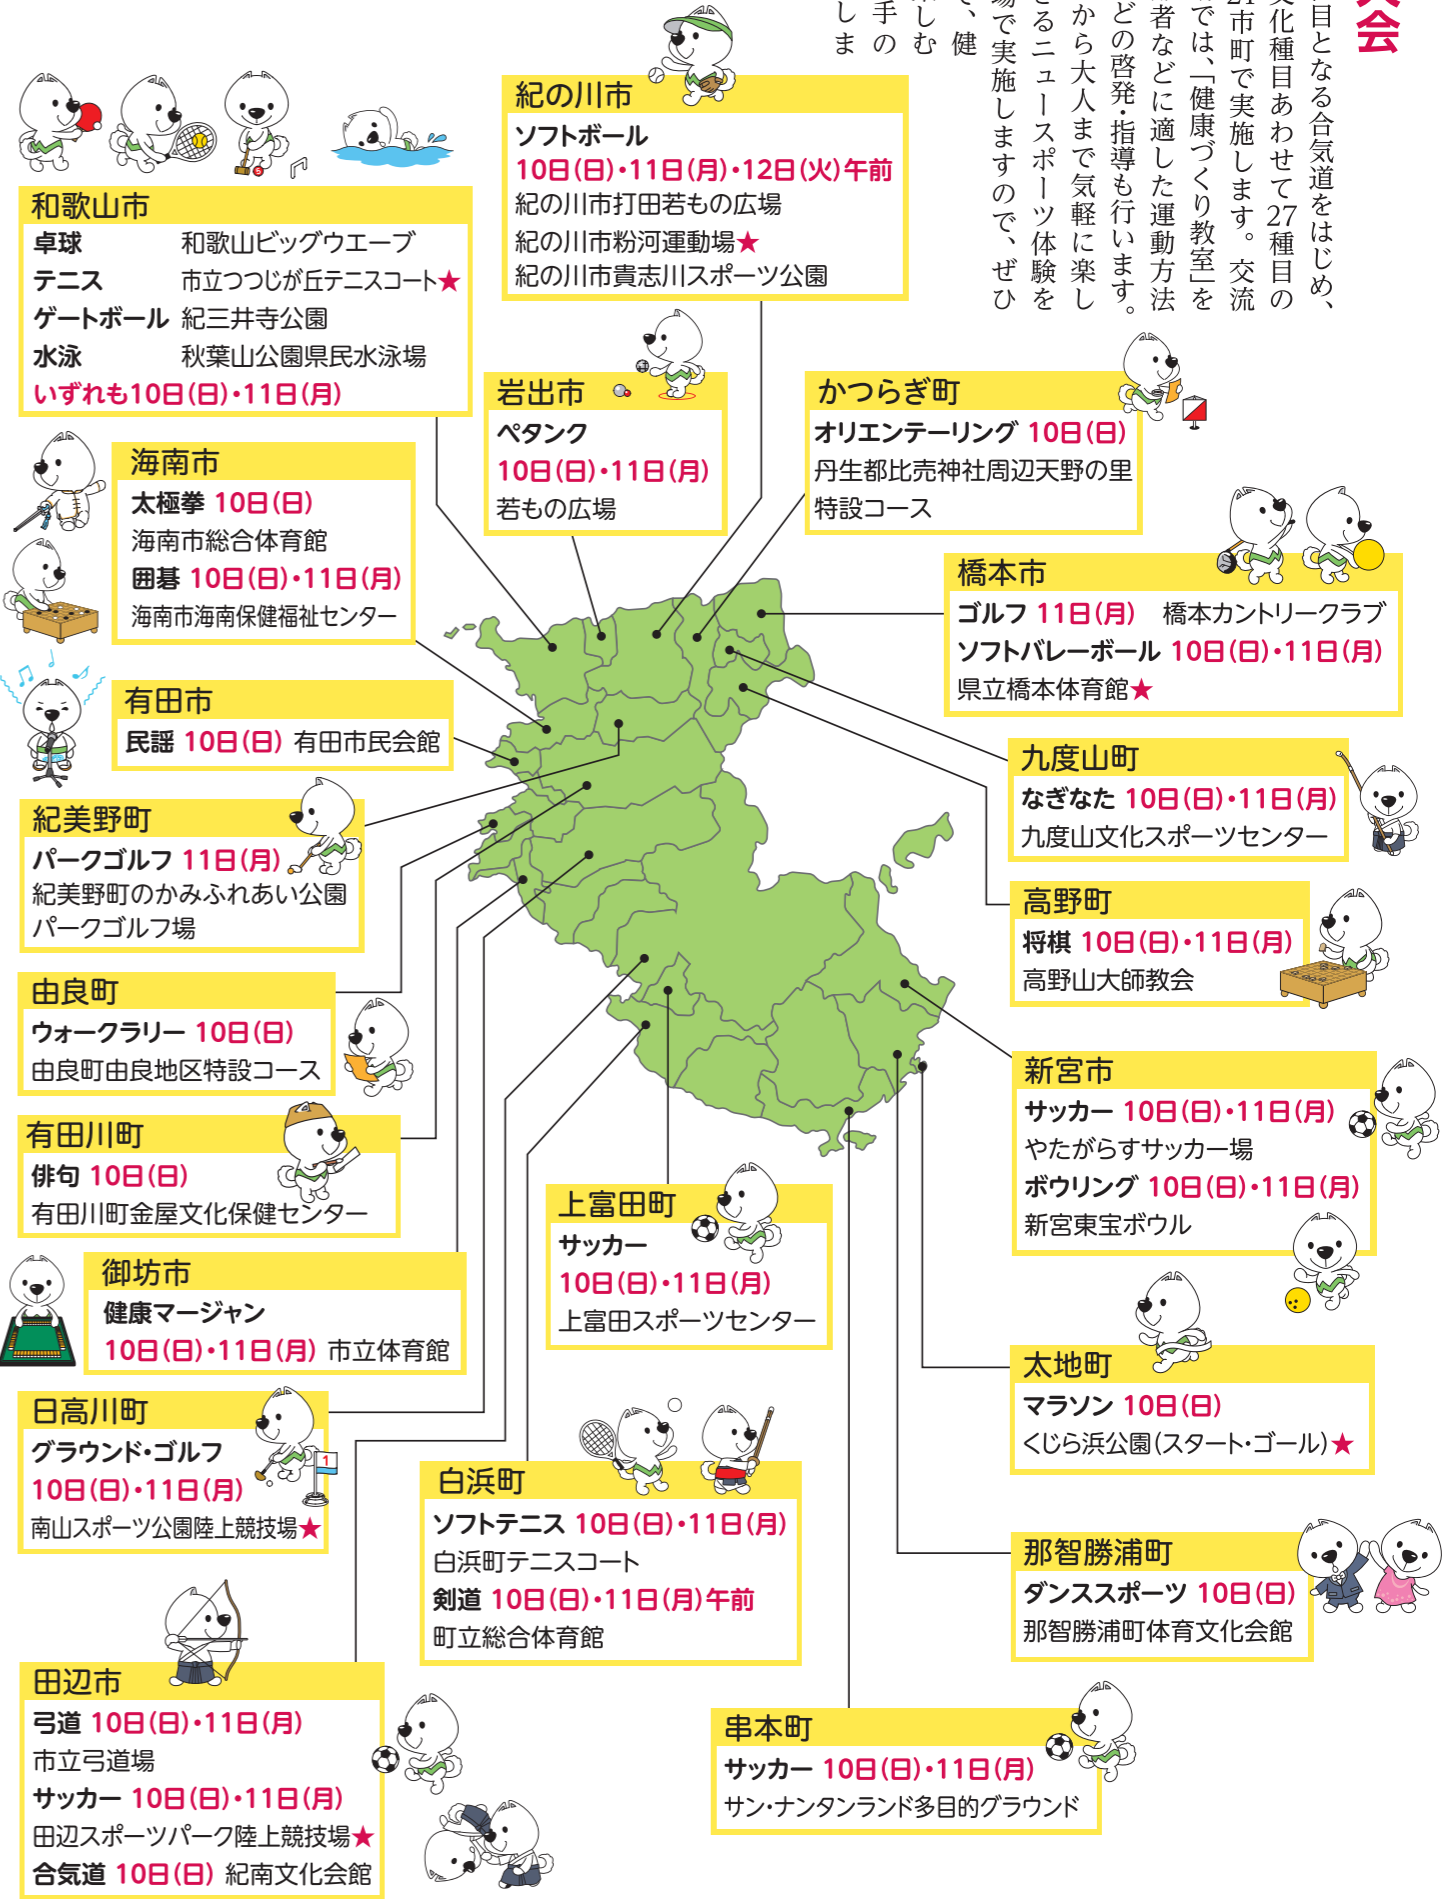 大会
目となる合気道をはじめ、
文化種目あわせて27種目の
21市町で実施します。交流
では、「健康づくり教室」を
者などに適した運動方法
どの啓発・指導も行います。
から大人まで気軽に楽し
きるニュースポーツ体験を
場で実施しますので、ぜひ
、健
楽しむ
手の
しま
紀の川市
ソフトボール
10日(日)・11日(月)・12日(火)午前
紀の川市打田若もの広場
紀の川市粉河運動場★
紀の川市貴志川スポーツ公園
和歌山市
卓球 和歌山ビッグウエーブ
テニス 市立つつじが丘テニスコート★
ゲートボール 紀三井寺公園
水泳 秋葉山公園県民水泳場
いずれも10日(日)・11日(月)
岩出市
ペタンク
10日(日)・11日(月)
若もの広場
かつらぎ町
オリエンテーリング 10日(日)
丹生都比売神社周辺天野の里
特設コース
海南市
太極拳 10日(日)
海南市総合体育館
囲碁 10日(日)・11日(月)
海南市海南保健福祉センター
橋本市
ゴルフ 11日(月) 橋本カントリークラブ
ソフトバレーボール 10日(日)・11日(月)
県立橋本体育館★
有田市
民謡 10日(日) 有田市民会館
九度山町
なぎなた 10日(日)・11日(月)
九度山文化スポーツセンター
紀美野町
パークゴルフ 11日(月)
紀美野町のかみふれあい公園
パークゴルフ場
高野町
将棋 10日(日)・11日(月)
高野山大師教会
由良町
ウォークラリー 10日(日)
由良町由良地区特設コース
新宮市
サッカー 10日(日)・11日(月)
やたがらすサッカー場
ボウリング 10日(日)・11日(月)
新宮東宝ボウル
有田川町
俳句 10日(日)
有田川町金屋文化保健センター
上富田町
サッカー
10日(日)・11日(月)
上富田スポーツセンター
御坊市
健康マージャン
10日(日)・11日(月) 市立体育館
太地町
マラソン 10日(日)
くじら浜公園(スタート・ゴール)★
日高川町
グラウンド・ゴルフ
10日(日)・11日(月)
南山スポーツ公園陸上競技場★
1
白浜町
ソフトテニス 10日(日)・11日(月)
白浜町テニスコート
剣道 10日(日)・11日(月)午前
町立総合体育館
那智勝浦町
ダンススポーツ 10日(日)
那智勝浦町体育文化会館
田辺市
弓道 10日(日)・11日(月)
市立弓道場
サッカー 10日(日)・11日(月)
田辺スポーツパーク陸上競技場★
合気道 10日(日) 紀南文化会館
串本町
サッカー 10日(日)・11日(月)
サン・ナンタンランド多目的グラウンド